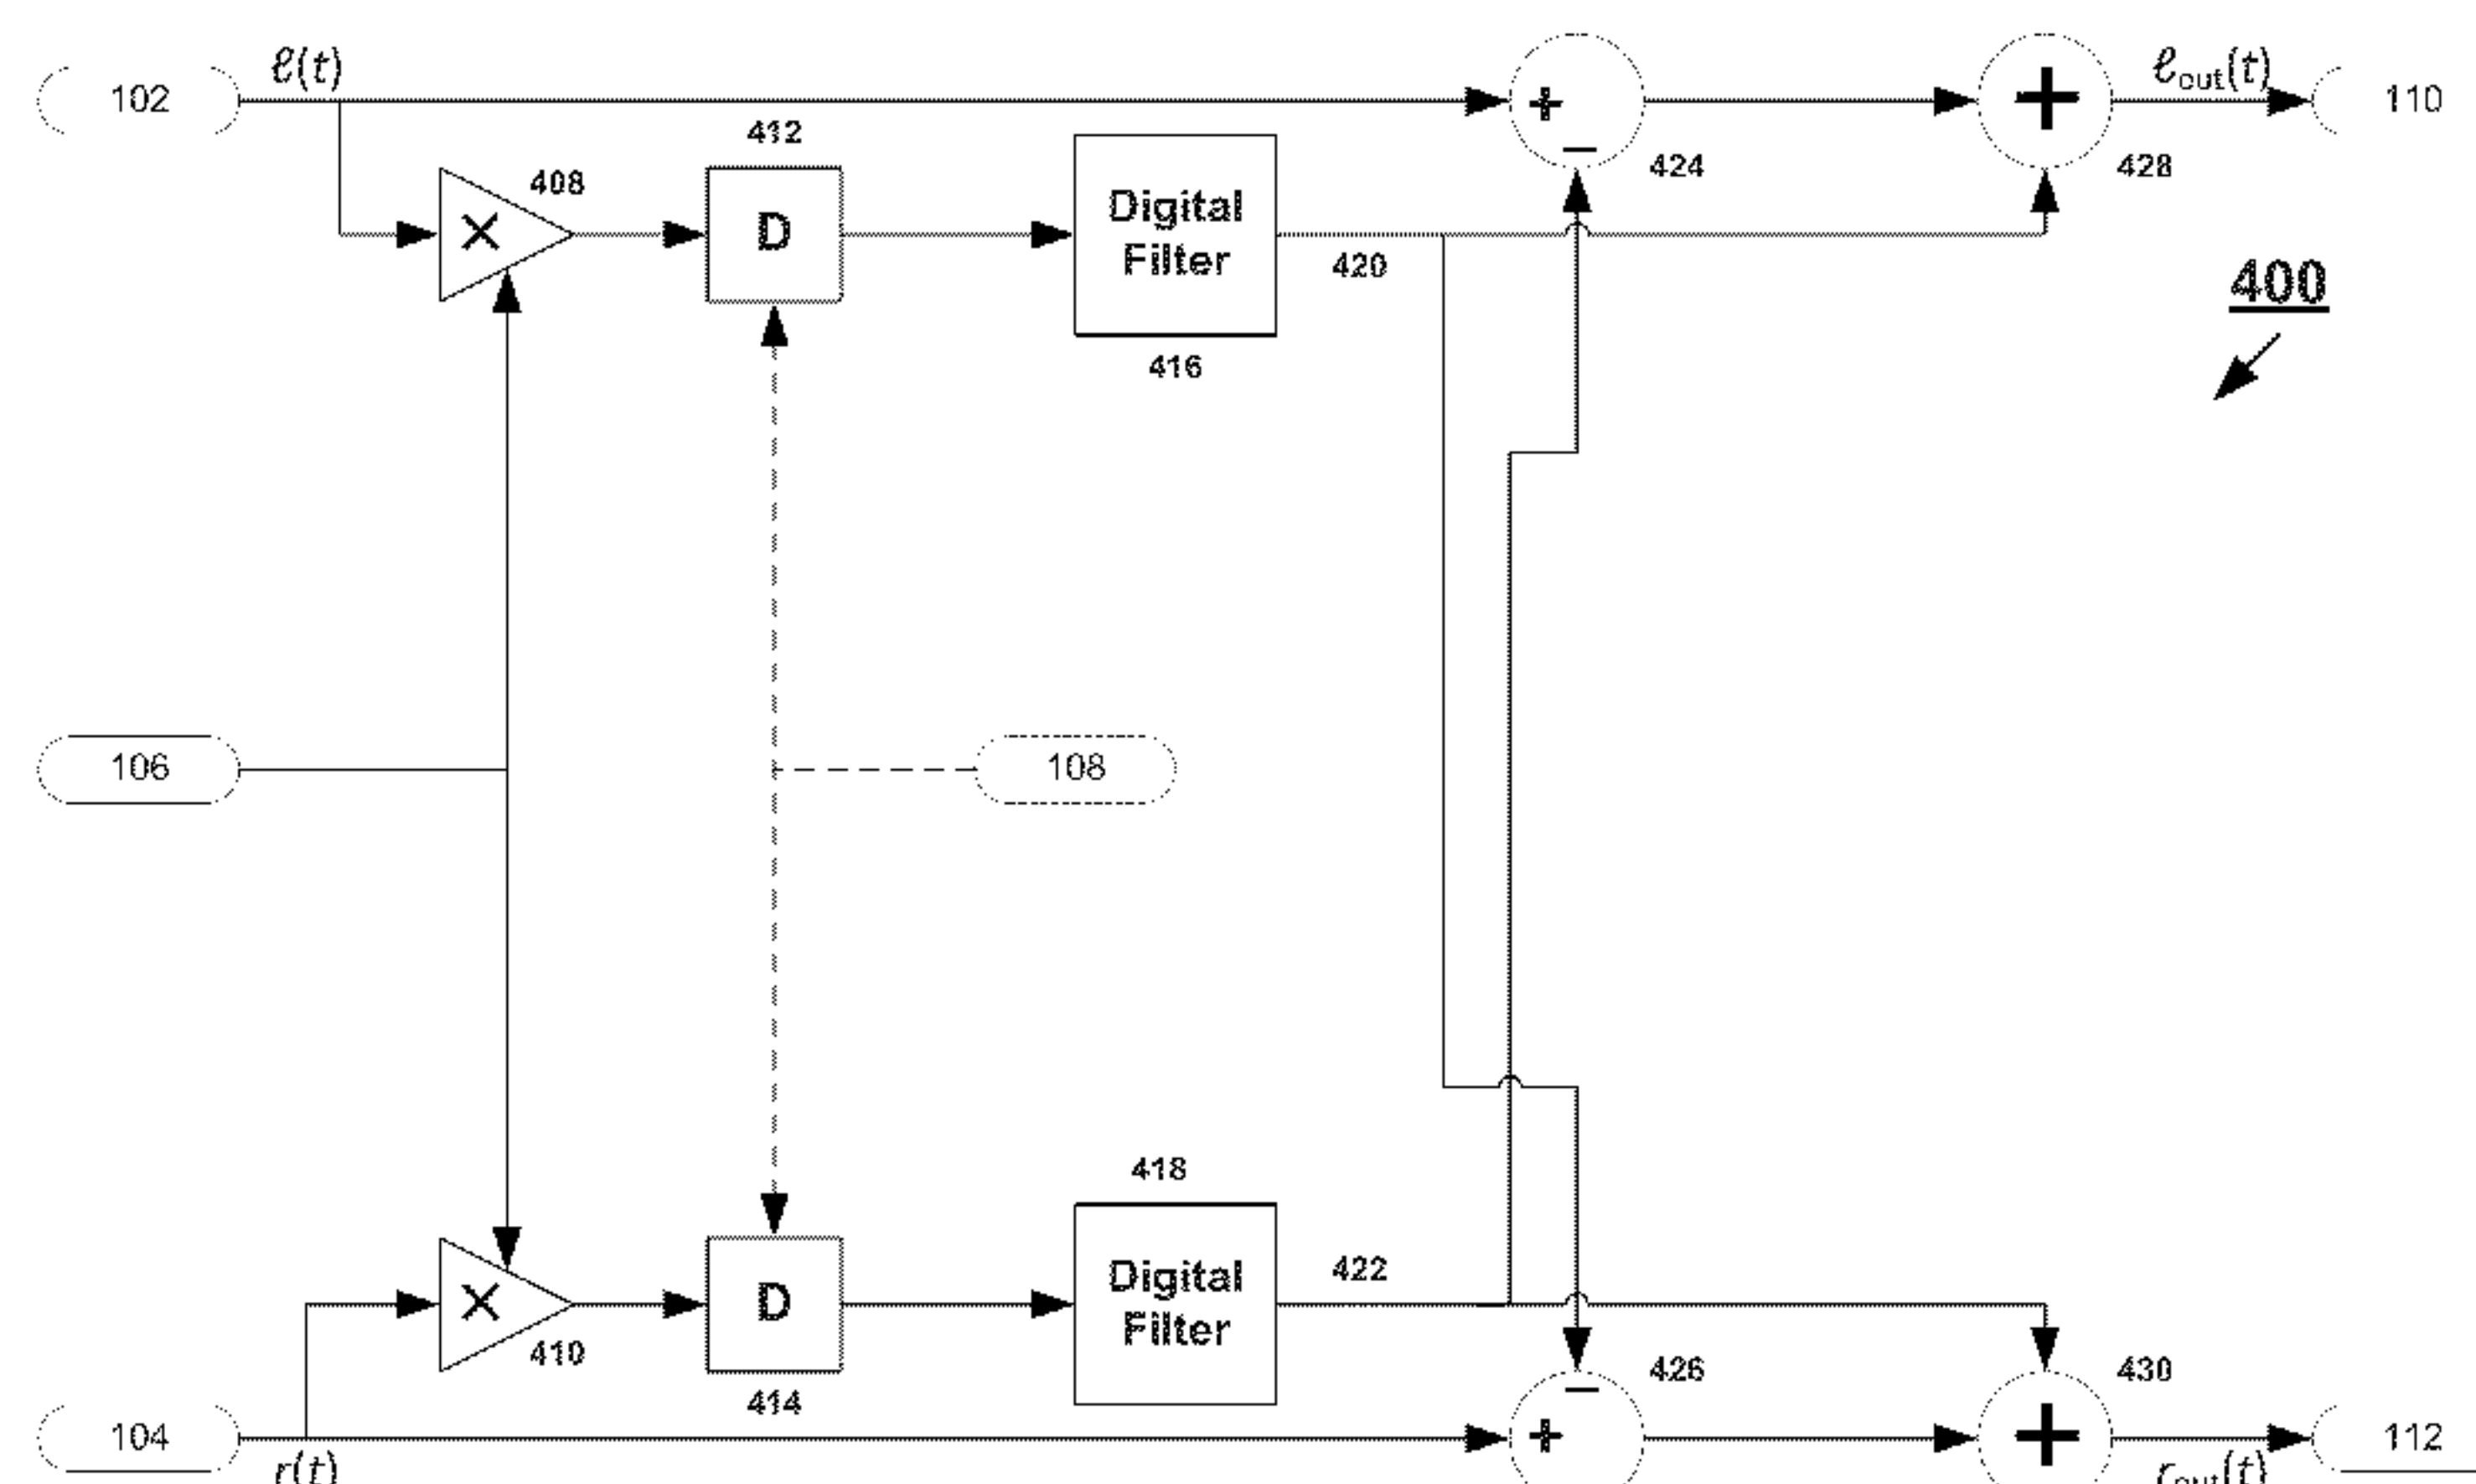 102
ℓ(t)
+
−
424
+
428
ℓout(t)
110
412
×
408
D
Digital
Filter
416
420
400
106
108
418
×
410
D
414
Digital
Filter
422
426
−
+
430
+
104
r(t)
112
rout(t)